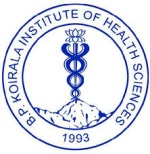 B.P. KOIRALA INSTITUTE OF HEALTH SCIENCES
1993